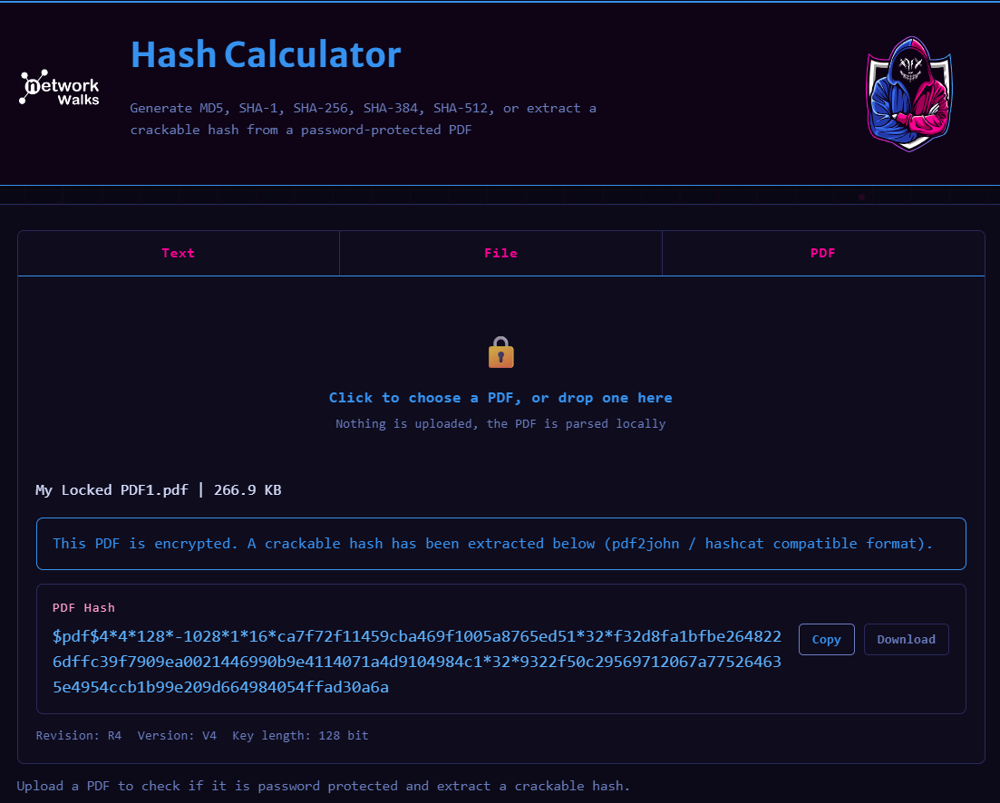 network
Walks
Hash Calculator
Generate MD5, SHA-1, SHA-256, SHA-384, SHA-512, or extract a
crackable hash from a password-protected PDF
Text
File
PDF
Click to choose a PDF, or drop one here
Nothing is uploaded, the PDF is parsed locally
My Locked PDF1.pdf | 266.9 KB
This PDF is encrypted. A crackable hash has been extracted below (pdf2john / hashcat compatible format).
PDF Hash
$pdf$4*4*128*-1028*1*16*ca7f72f11459cba469f1005a8765ed51*32*f32d8fa1bfbe264822
6dffc39f7909ea0021446990b9e4114071a4d9104984c1*32*9322f50c29569712067a77526463
5e4954ccb1b99e209d664984054ffad30a6a
Copy
Download
Revision: R4 Version: V4 Key length: 128 bit
Upload a PDF to check if it is password protected and extract a crackable hash.